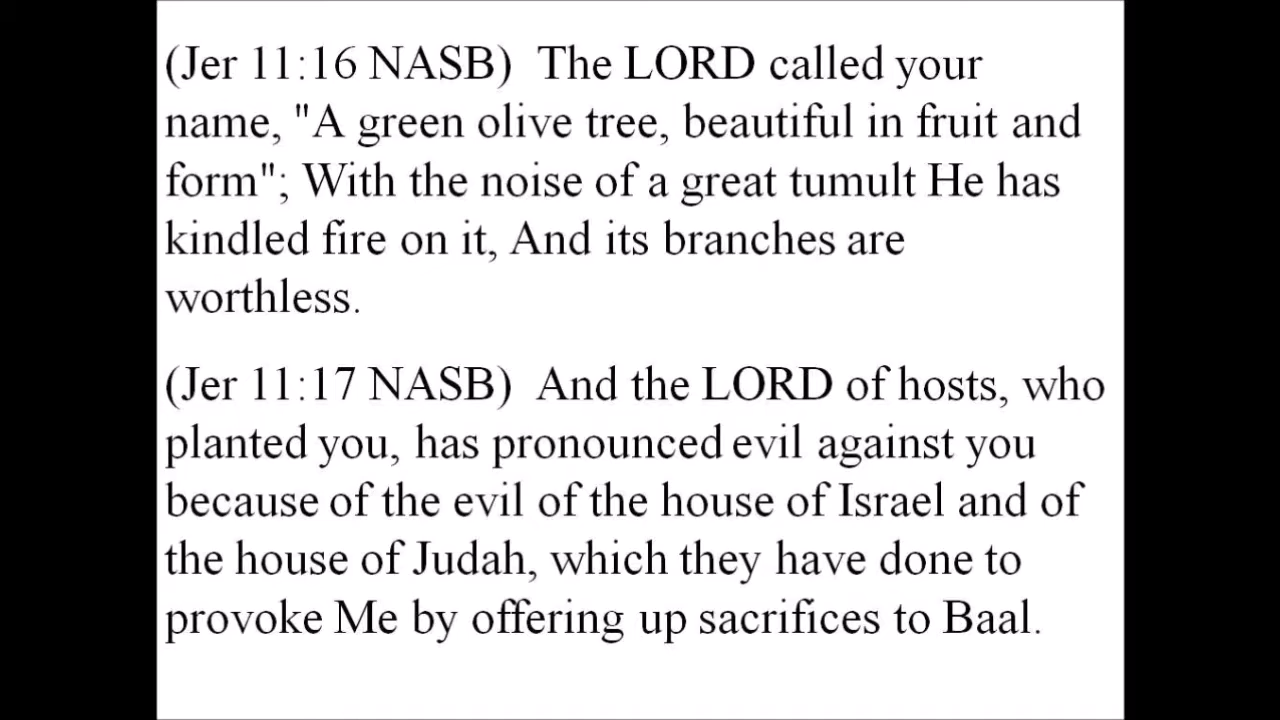 (Jer 11:16 NASB)  The LORD called your
name, "A green olive tree, beautiful in fruit and
form"; With the noise of a great tumult He has
kindled fire on it, And its branches are
worthless.
(Jer 11:17 NASB)  And the LORD of hosts, who
planted you, has pronounced evil against you
because of the evil of the house of Israel and of
the house of Judah, which they have done to
provoke Me by offering up sacrifices to Baal.